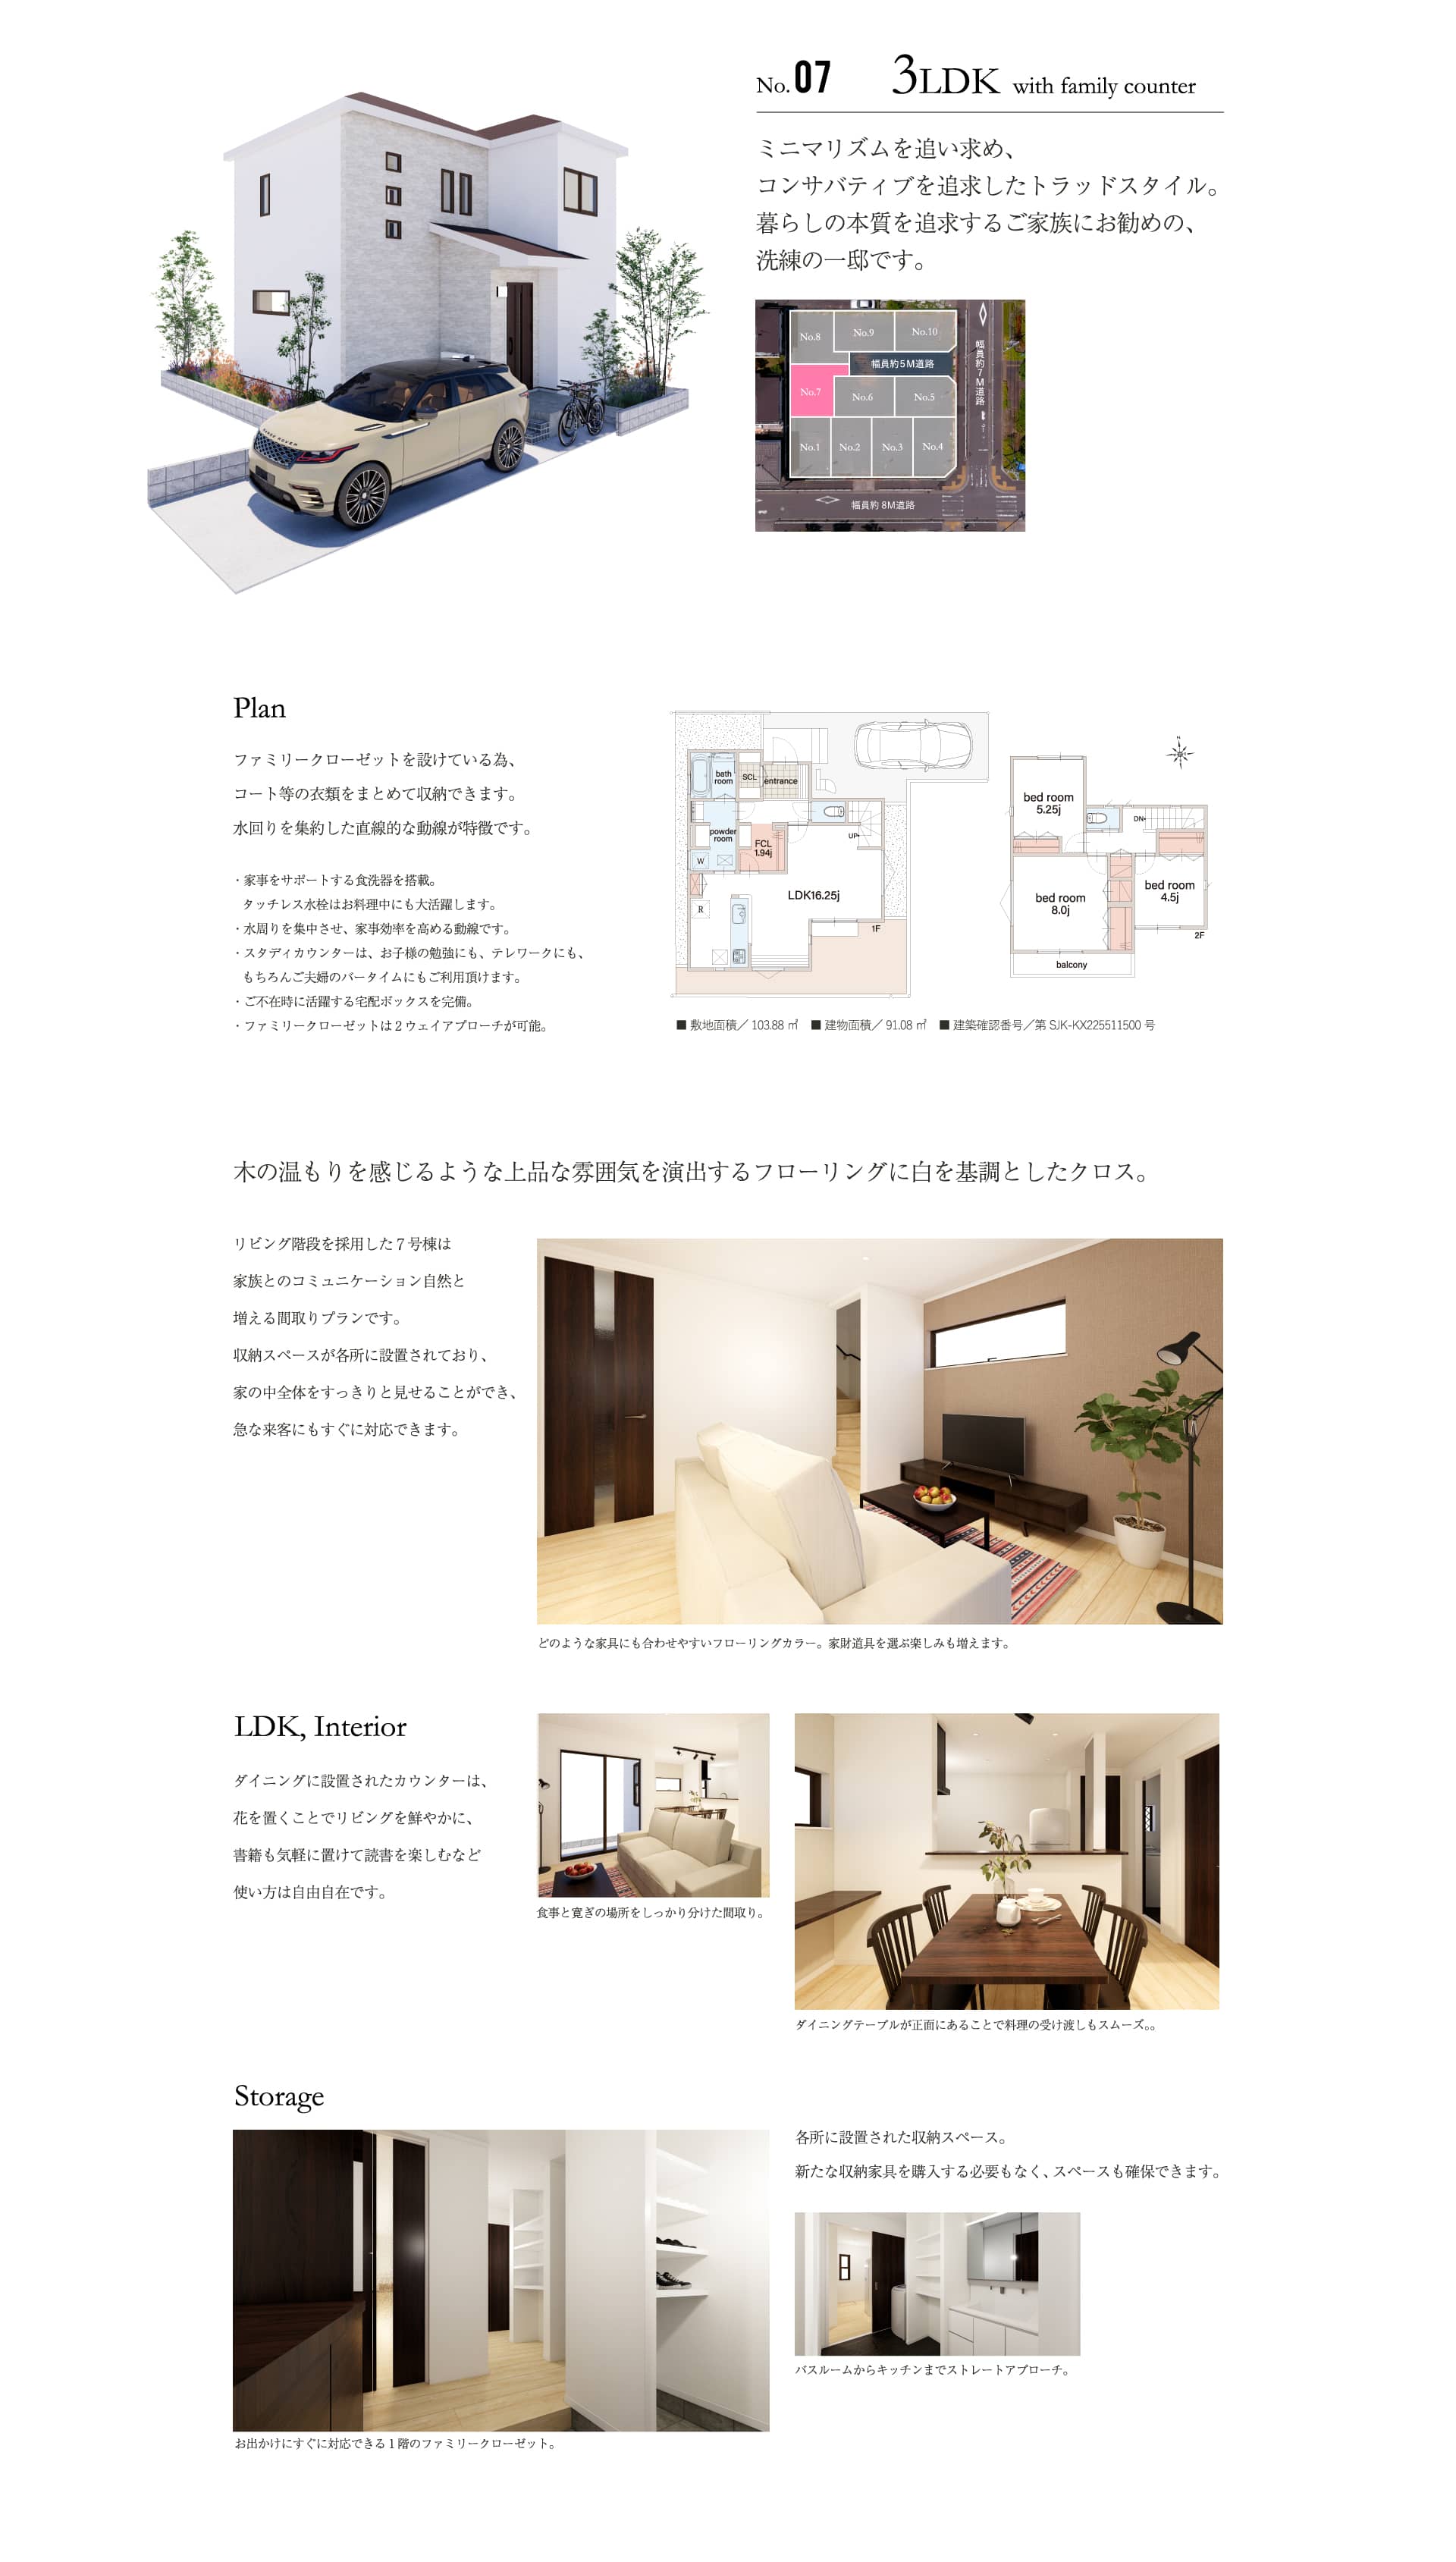 No. 07 3LDK with family counter
ミニマリズムを追い求め、
コンサバティブを追求したトラッドスタイル。
暮らしの本質を追求するご家族にお勧めの、
洗練の一邸です。
No.8 No.9 No.10
幅員約5M道路
幅員約7M道路
No.7 No.6 No.5
No.1 No.2 No.3 No.4
幅員約 8M道路
Plan
ファミリークローゼットを設けている為、
コート等の衣類をまとめて収納できます。
水回りを集約した直線的な動線が特徴です。
・家事をサポートする食洗器を搭載。
タッチレス水栓はお料理中にも大活躍します。
・水周りを集中させ、家事効率を高める動線です。
・スタディカウンターは、お子様の勉強にも、テレワークにも、
もちろんご夫婦のバータイムにもご利用頂けます。
・ご不在時に活躍する宅配ボックスを完備。
・ファミリークローゼットは2ウェイアプローチが可能。
bath
room
SCL
entrance
powder
room
FCL
1.94j
UP
W
R
LDK16.25j
1F
N
bed room
5.25j
DN
bed room
8.0j
bed room
4.5j
2F
balcony
■ 敷地面積／ 103.88 ㎡ ■ 建物面積／ 91.08 ㎡ ■ 建築確認番号／第 SJK-KX225511500 号
木の温もりを感じるような上品な雰囲気を演出するフローリングに白を基調としたクロス。
リビング階段を採用した7号棟は
家族とのコミュニケーション自然と
増える間取りプランです。
収納スペースが各所に設置されており、
家の中全体をすっきりと見せることができ、
急な来客にもすぐに対応できます。
どのような家具にも合わせやすいフローリングカラー。家財道具を選ぶ楽しみも増えます。
LDK, Interior
ダイニングに設置されたカウンターは、
花を置くことでリビングを鮮やかに、
書籍も気軽に置けて読書を楽しむなど
使い方は自由自在です。
食事と寛ぎの場所をしっかり分けた間取り。
ダイニングテーブルが正面にあることで料理の受け渡しもスムーズ。。
Storage
各所に設置された収納スペース。
新たな収納家具を購入する必要もなく、スペースも確保できます。
バスルームからキッチンまでストレートアプローチ。
お出かけにすぐに対応できる1階のファミリークローゼット。